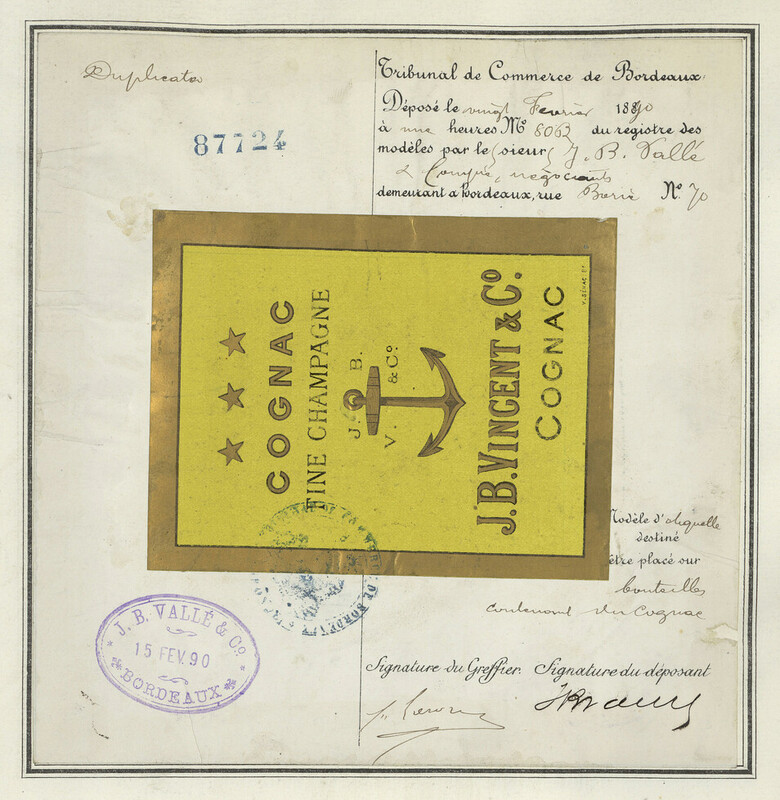 Duplicata
87724
Tribunal de Commerce de Bordeaux.
Déposé le vingt Fevrier 1890
à une heures No 8063 du registre des
modèles par le (sieur) J. B. Vallé
& Compie, négociants
demeurant à Bordeaux, rue No 70
COGNAC
FINE CHAMPAGNE
J. B.
V. & Co.
J.B. VINCENT & Co.
COGNAC
Modèle d'étiquette
destiné
être placé sur
bouteilles
contenant du Cognac
J. B. VALLÉ & Co.
15 FEV. 90
BORDEAUX
Signature du Greffier. Signature du déposant